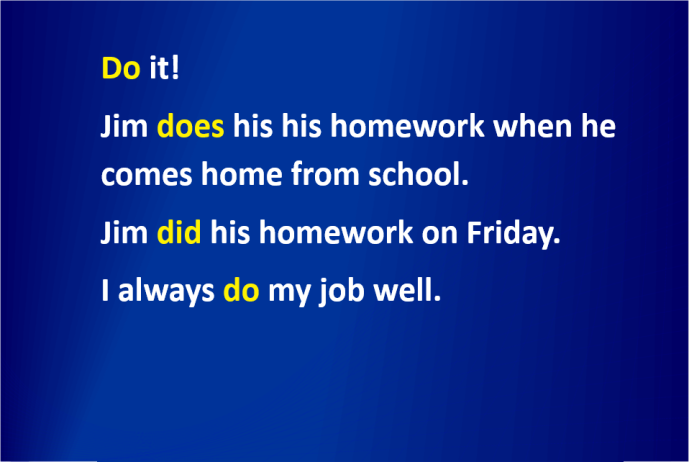 Do it!
Jim does his his homework when he
comes home from school.
Jim did his homework on Friday.
I always do my job well.